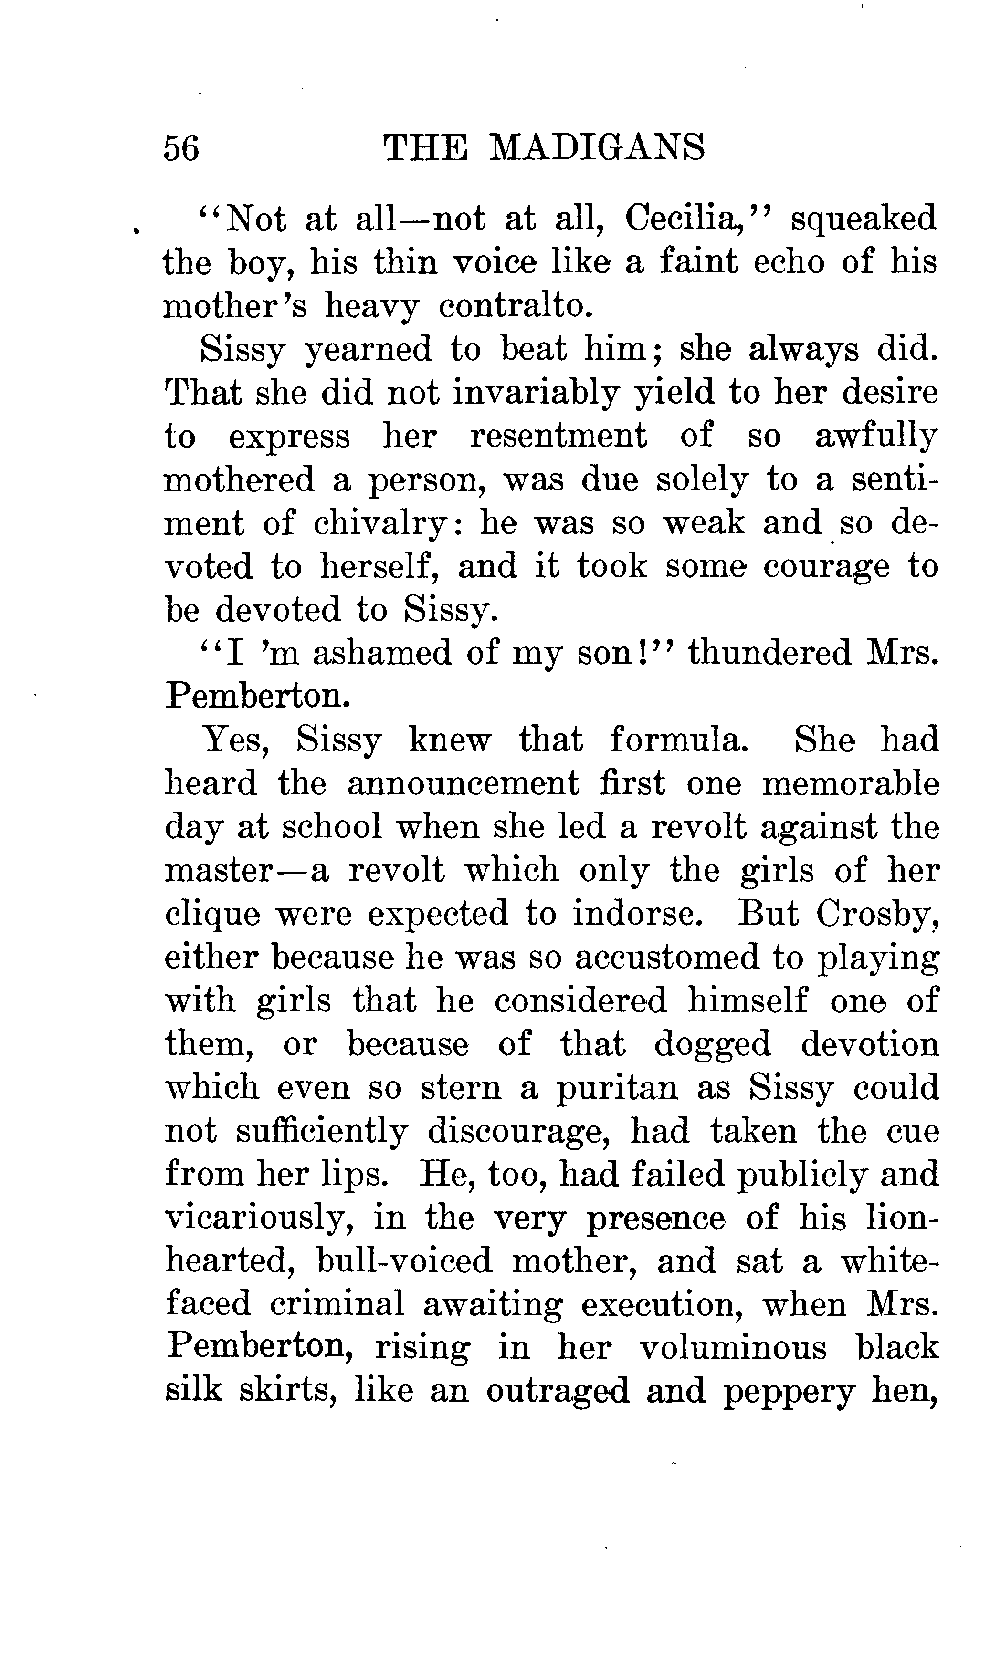 56 THE MADIGANS
"Not at all—not at all, Cecilia," squeaked
the boy, his thin voice like a faint echo of his
mother's heavy contralto.
Sissy yearned to beat him; she always did.
That she did not invariably yield to her desire
to express her resentment of so awfully
mothered a person, was due solely to a senti-
ment of chivalry: he was so weak and so de-
voted to herself, and it took some courage to
be devoted to Sissy.
"I 'm ashamed of my son!" thundered Mrs.
Pemberton.
Yes, Sissy knew that formula. She had
heard the announcement first one memorable
day at school when she led a revolt against the
master—a revolt which only the girls of her
clique were expected to indorse. But Crosby,
either because he was so accustomed to playing
with girls that he considered himself one of
them, or because of that dogged devotion
which even so stern a puritan as Sissy could
not sufficiently discourage, had taken the cue
from her lips. He, too, had failed publicly and
vicariously, in the very presence of his lion-
hearted, bull-voiced mother, and sat a white-
faced criminal awaiting execution, when Mrs.
Pemberton, rising in her voluminous black
silk skirts, like an outraged and peppery hen,